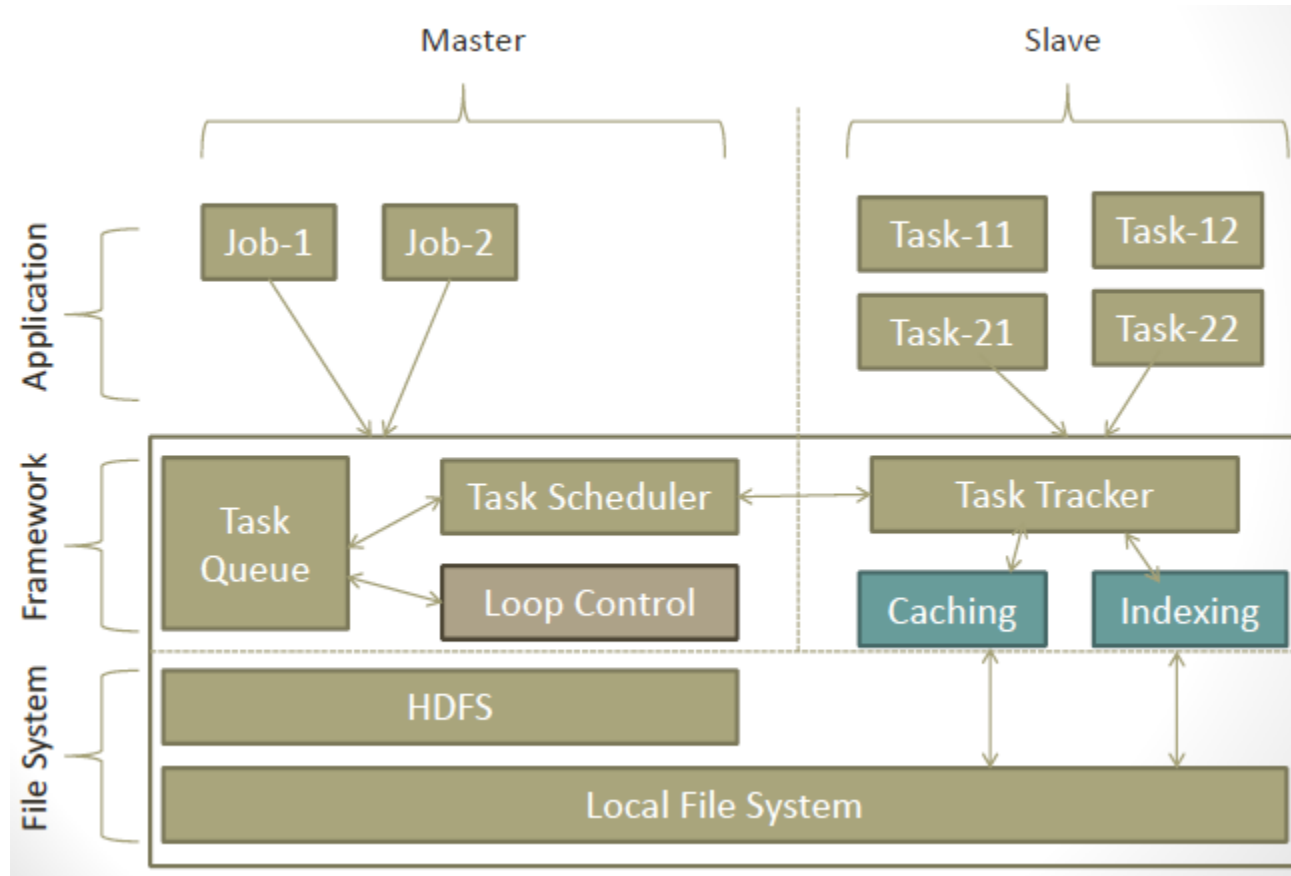 Master
Slave
Application
Job-1
Job-2
Task-11
Task-12
Task-21
Task-22
Framework
Task
Queue
Task Scheduler
Loop Control
Task Tracker
Caching
Indexing
File System
HDFS
Local File System